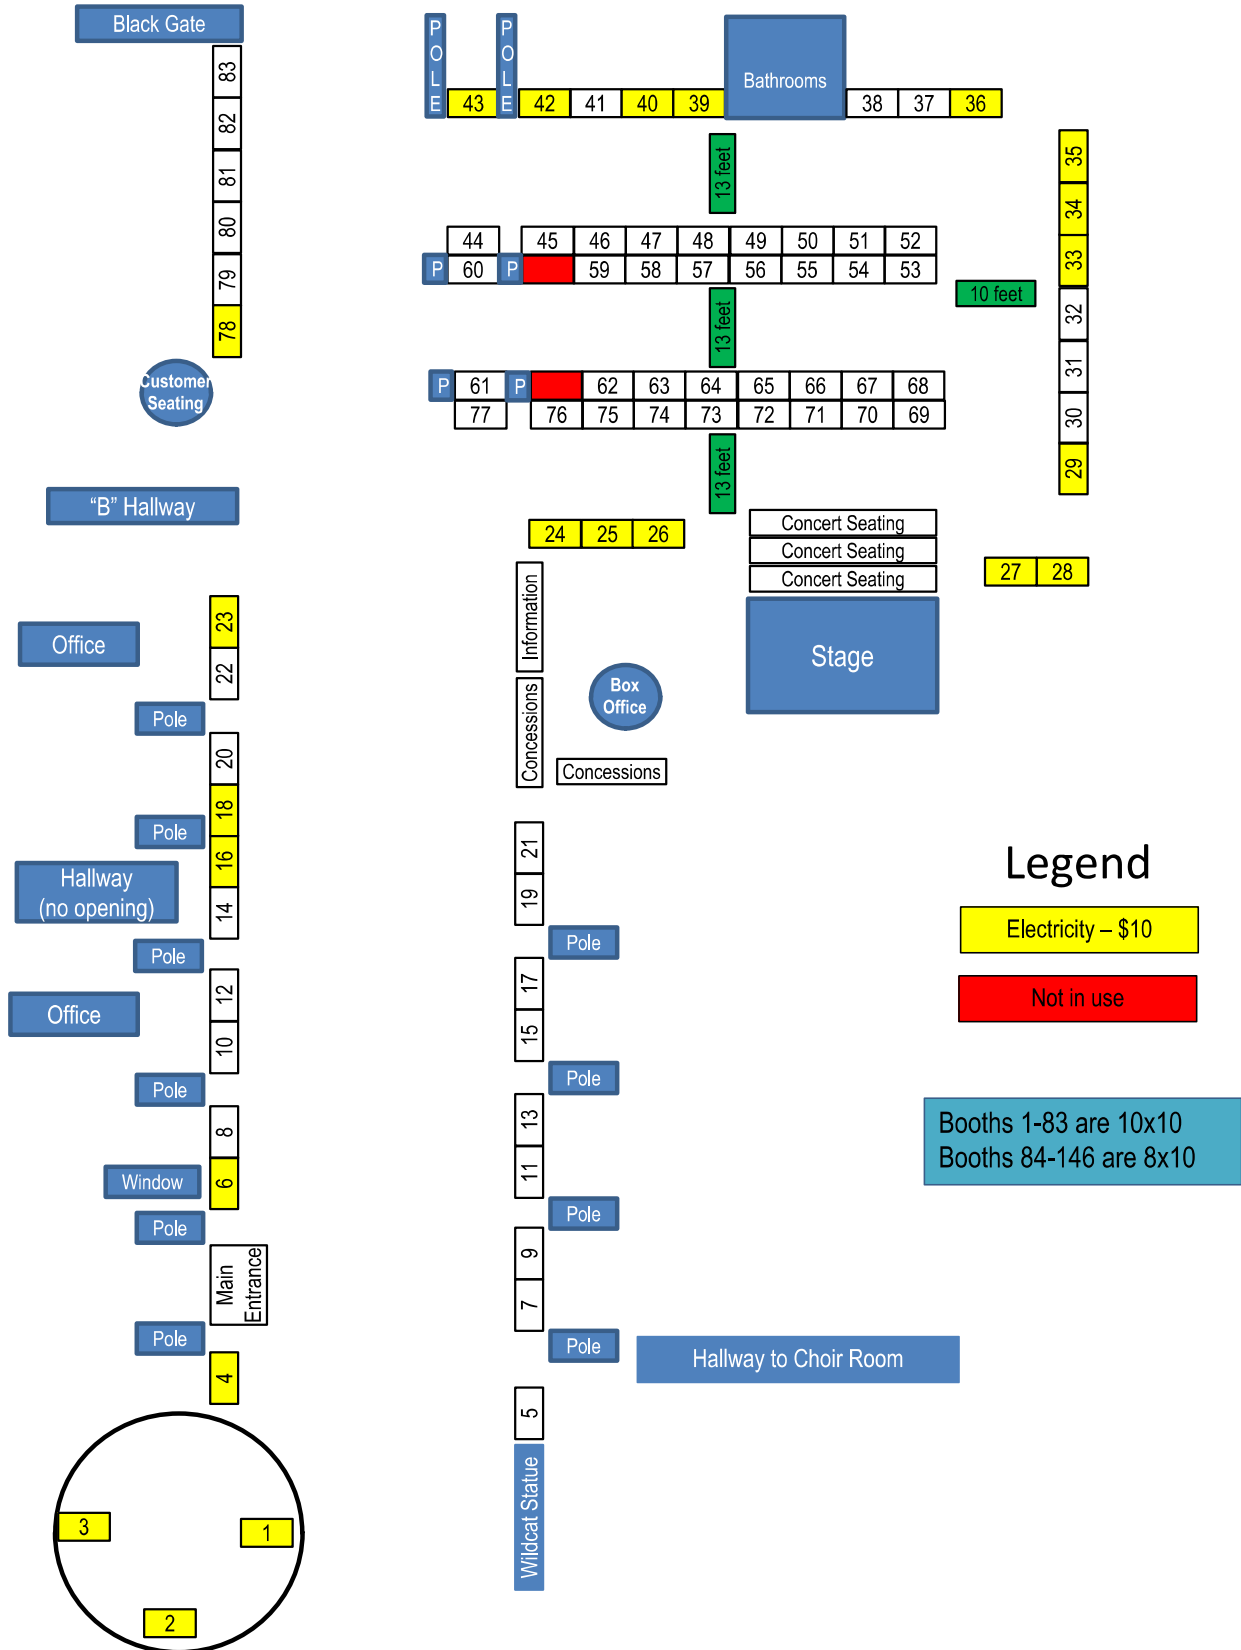 Black Gate
POLE
POLE
Bathrooms
83
82
81
80
79
78
43
42
41
40
39
38
37
36
13 feet
35
34
33
32
31
30
29
44
45
46
47
48
49
50
51
52
P
60
P
59
58
57
56
55
54
53
10 feet
13 feet
Customer
Seating
P
61
P
62
63
64
65
66
67
68
77
76
75
74
73
72
71
70
69
13 feet
“B” Hallway
24
25
26
Concert Seating
Concert Seating
Concert Seating
27
28
Information
Stage
Box
Office
Concessions
Concessions
Office
23
22
Pole
20
18
Pole
16
Hallway
(no opening)
14
Pole
12
Office
10
Pole
8
Window
6
Pole
Main
Entrance
Pole
4
21
19
Pole
17
15
Pole
13
11
Pole
9
7
Pole
Hallway to Choir Room
5
Wildcat Statue
3
1
2
Legend
Electricity – $10
Not in use
Booths 1-83 are 10x10
Booths 84-146 are 8x10